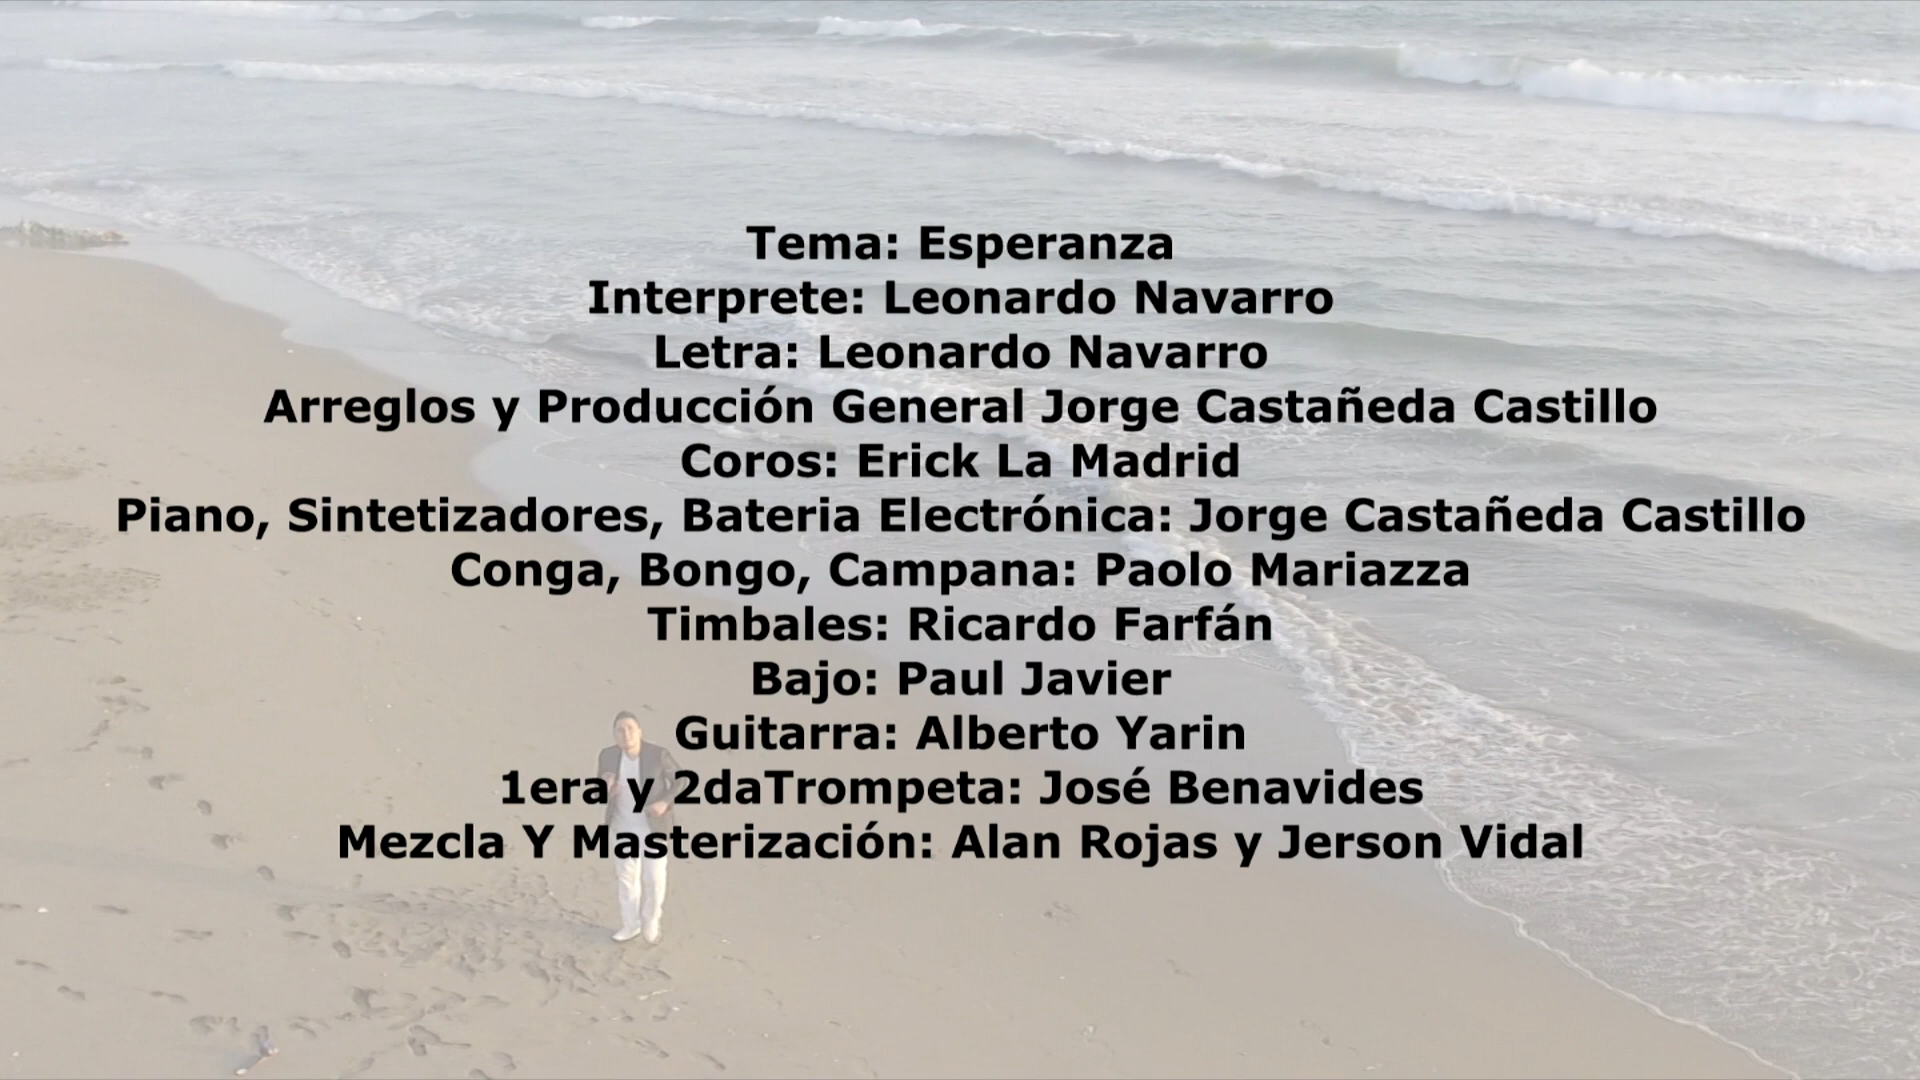 Tema: Esperanza
Interprete: Leonardo Navarro
Letra: Leonardo Navarro
Arreglos y Producción General Jorge Castañeda Castillo
Coros: Erick La Madrid
Piano, Sintetizadores, Bateria Electrónica: Jorge Castañeda Castillo
Conga, Bongo, Campana: Paolo Mariazza
Timbales: Ricardo Farfán
Bajo: Paul Javier
Guitarra: Alberto Yarin
1era y 2daTrompeta: José Benavides
Mezcla Y Masterización: Alan Rojas y Jerson Vidal